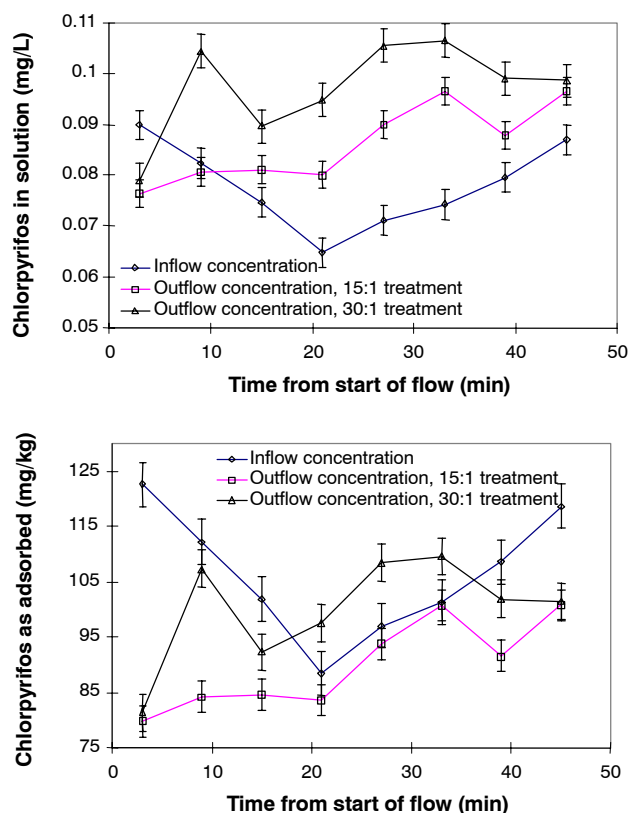 Chlorpyrifos in solution (mg/L)
0.11
0.1
0.09
0.08
0.07
0.06
0.05
Inflow concentration
Outflow concentration, 15:1 treatment
Outflow concentration, 30:1 treatment
0 10 20 30 40 50
Time from start of flow (min)
Chlorpyrifos as adsorbed (mg/kg)
125
115
105
95
85
75
Inflow concentration
Outflow concentration, 15:1 treatment
Outflow concentration, 30:1 treatment
0 10 20 30 40 50
Time from start of flow (min)